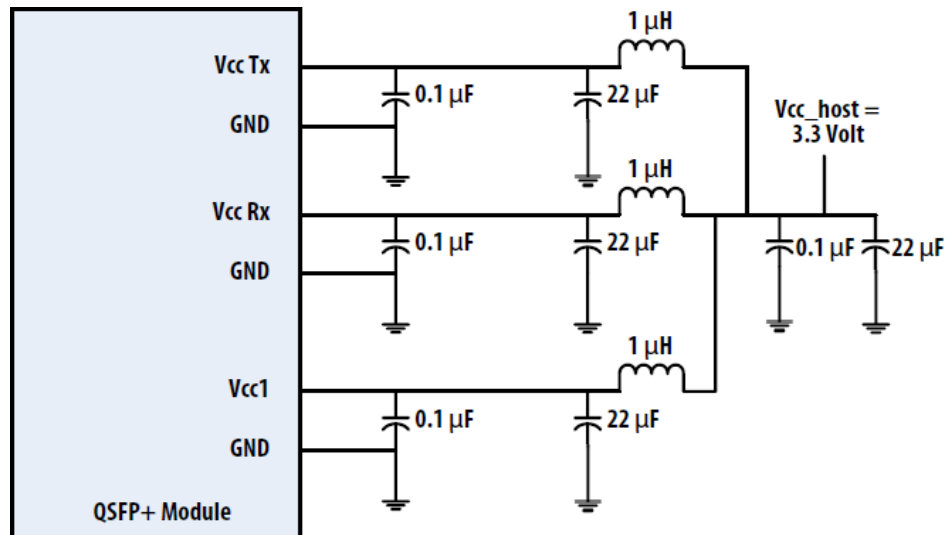 1 μH
Vcc Tx
0.1 μF
22 μF
GND
Vcc_host =
3.3 Volt
1 μH
Vcc Rx
0.1 μF
22 μF
0.1 μF
22 μF
GND
1 μH
Vcc1
0.1 μF
22 μF
GND
QSFP+ Module